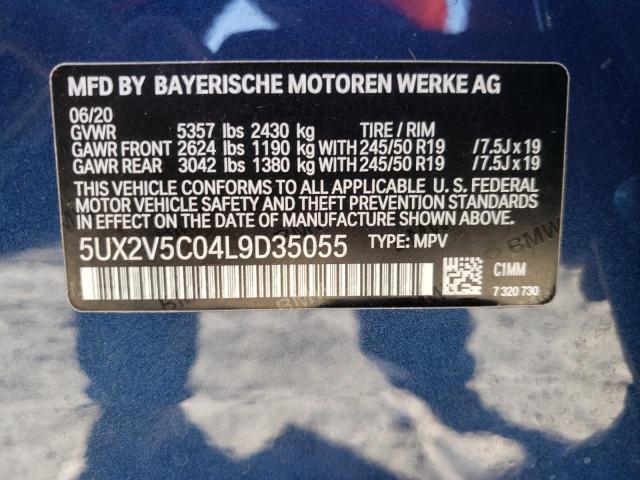 MFD BY BAYERISCHE MOTOREN WERKE AG
06/20
GVWR 5357 lbs 2430 kg TIRE / RIM
GAWR FRONT 2624 lbs 1190 kg WITH 245/50 R19 /7.5J x 19
GAWR REAR 3042 lbs 1380 kg WITH 245/50 R19 /7.5J x 19
THIS VEHICLE CONFORMS TO ALL APPLICABLE U. S. FEDERAL
MOTOR VEHICLE SAFETY AND THEFT PREVENTION STANDARDS
IN EFFECT ON THE DATE OF MANUFACTURE SHOWN ABOVE.
5UX2V5C04L9D35055 TYPE: MPV
C1MM
7 320 730